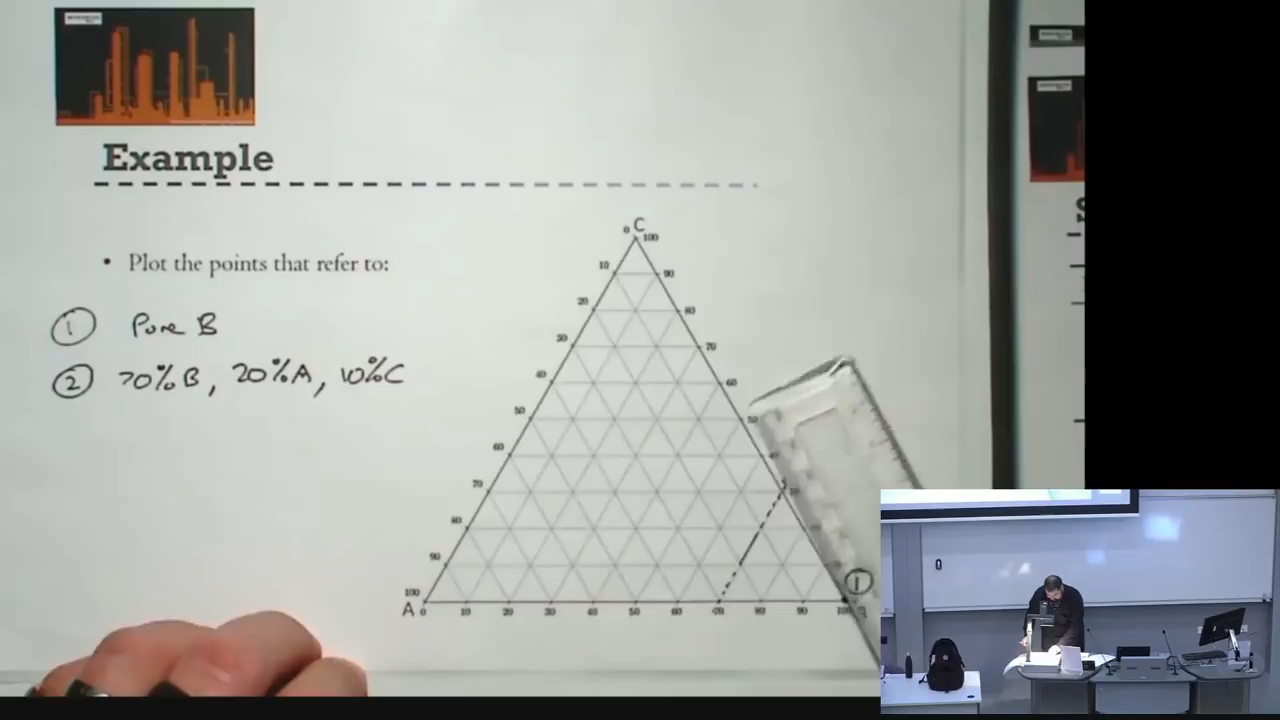 Example
• Plot the points that refer to:
① Pure B
② 70%B, 20%A, 10%C
C
0 100
10 90
20 80
30 70
40 60
50 50
60
70
80
90
100
A 0 10 20 30 40 50 60 70 80 90 100
①